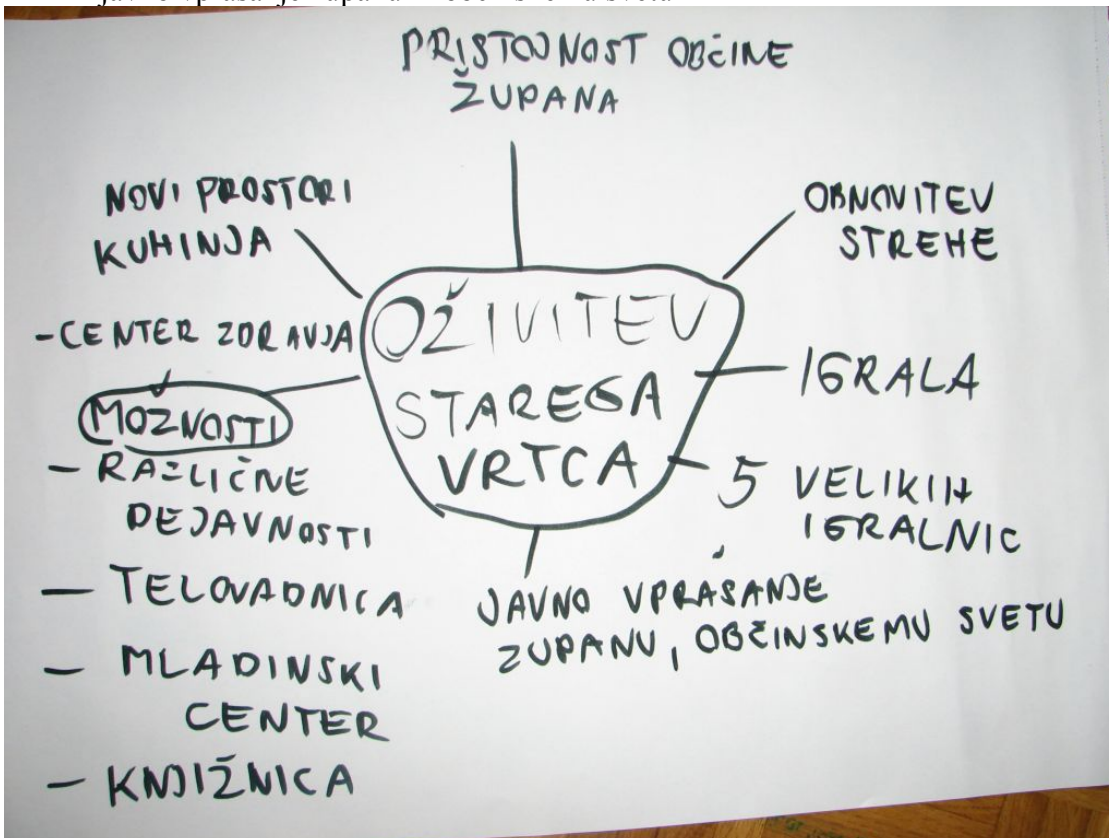 PRISTOJNOST OBČINE
ŽUPANA
NOVI PROSTORI
KUHINJA
OBNOVITEV
STREHE
OŽIVITEV
STAREGA
VRTCA
- CENTER ZDRAVJA
MOŽNOSTI
- RAZLIČNE
DEJAVNOSTI
- TELOVADNICA
- MLADINSKI
CENTER
- KNJIŽNICA
IGRALA
5 VELIKIH
IGRALNIC
JAVNO VPRAŠANJE
ŽUPANU, OBČINSKEMU SVETU